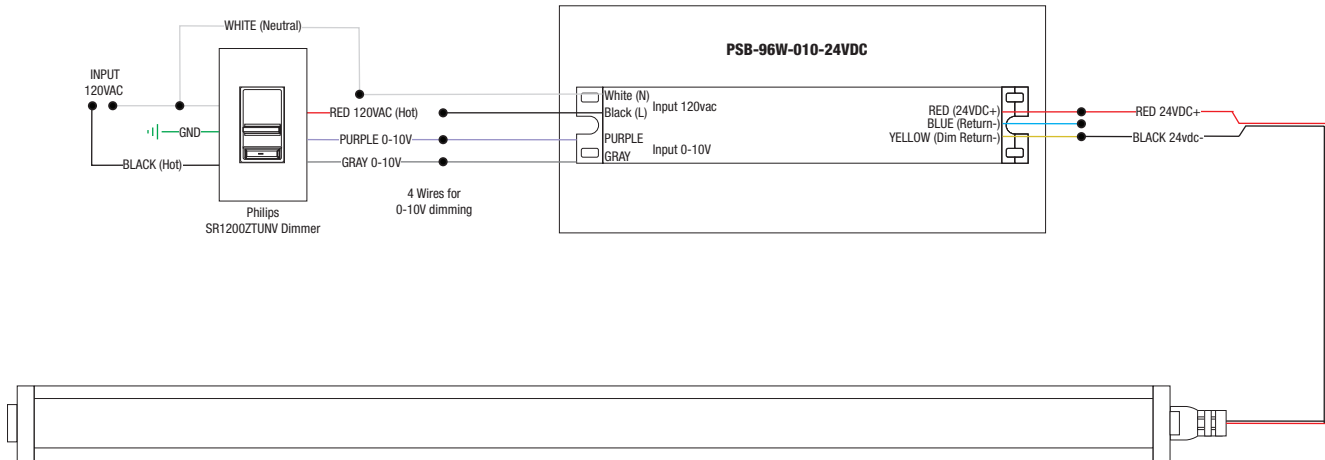 WHITE (Neutral)
PSB-96W-010-24VDC
INPUT
120VAC
White (N)
Input 120vac
Black (L)
RED 120VAC (Hot)
RED (24VDC+)
RED 24VDC+
BLUE (Return-)
GND
PURPLE 0-10V
PURPLE
YELLOW (Dim Return-)
BLACK 24vdc-
Input 0-10V
BLACK (Hot)
GRAY 0-10V
GRAY
4 Wires for
0-10V dimming
Philips
SR1200ZTUNV Dimmer